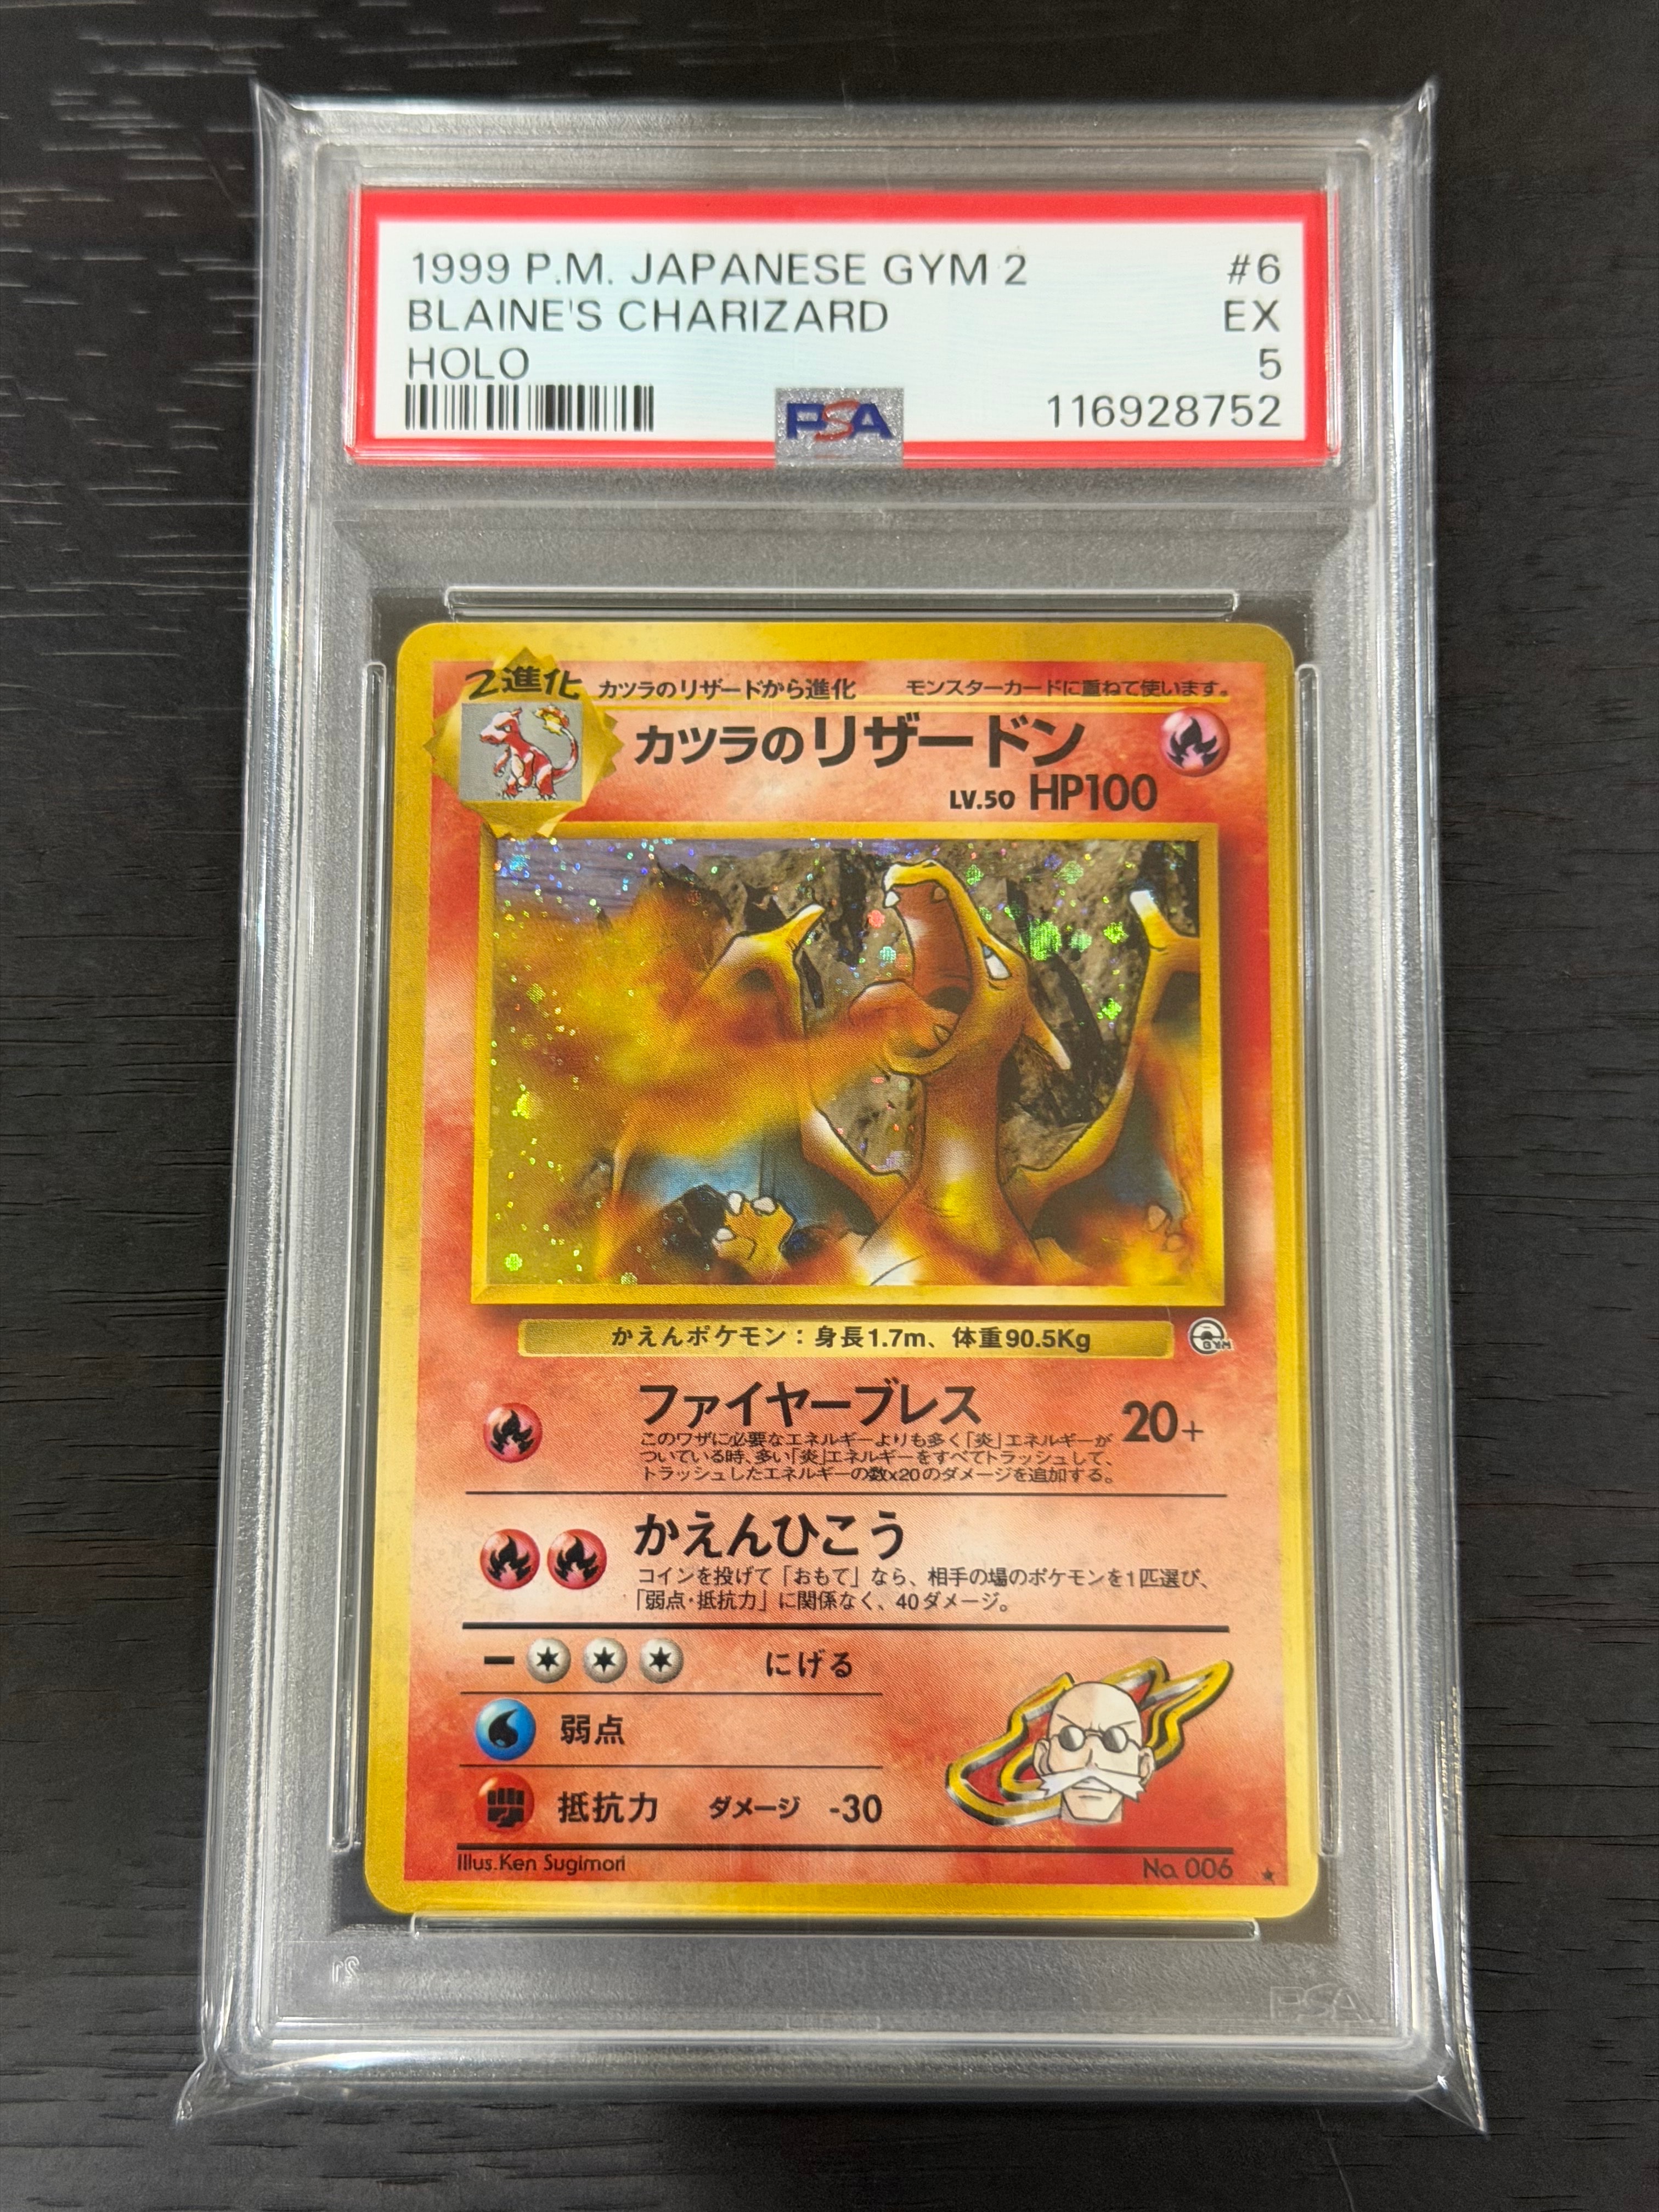 1999 P.M. JAPANESE GYM 2 #6
BLAINE'S CHARIZARD EX
HOLO 5
PSA 116928752
2進化 カツラのリザードから進化 モンスターカードに重ねて使います。
カツラのリザードン
LV.50 HP100
かえんポケモン：身長1.7m、体重90.5Kg
GYM
ファイヤーブレス 20+
このワザに必要なエネルギーよりも多く「炎」エネルギーが
ついている時、多い「炎」エネルギーをすべてトラッシュして、
トラッシュしたエネルギーの数×20のダメージを追加する。
かえんひこう
コインを投げて「おもて」なら、相手の場のポケモンを1匹選び、
「弱点・抵抗力」に関係なく、40ダメージ。
ー にげる
弱点
抵抗力 ダメージ -30
Illus.Ken Sugimori No. 006 ★
21 PSA